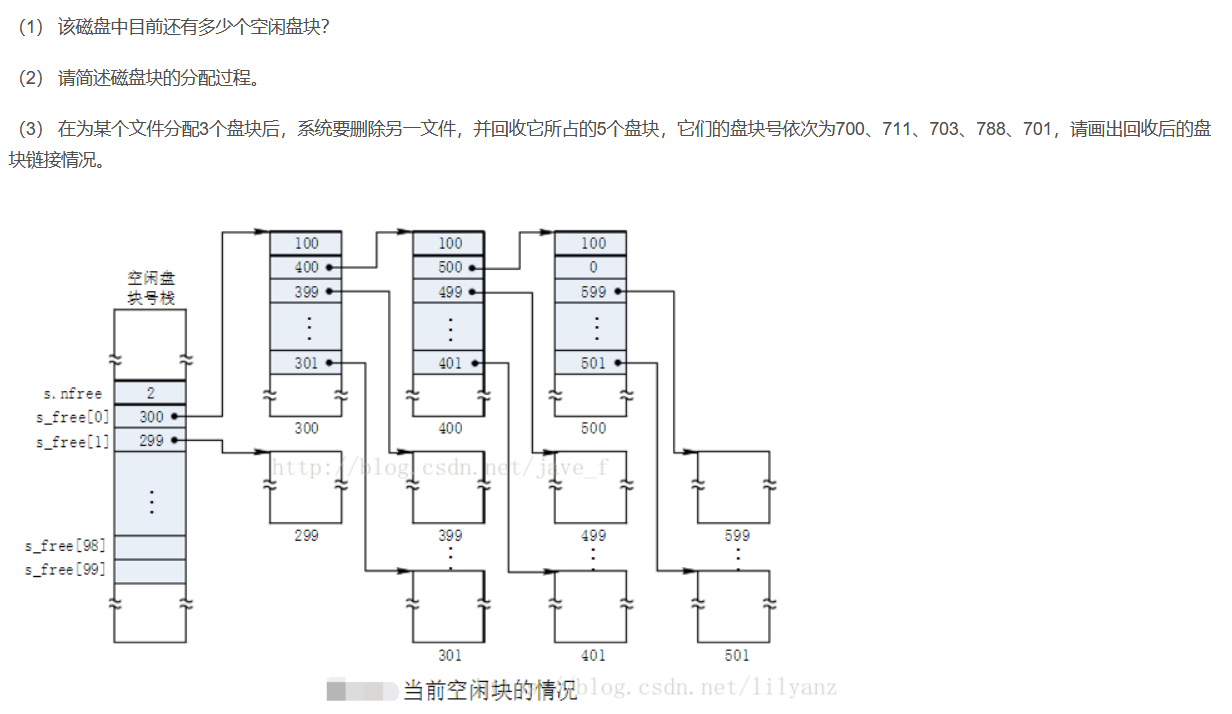 (1) 该磁盘中目前还有多少个空闲盘块?
(2) 请简述磁盘块的分配过程。
(3) 在为某个文件分配3个盘块后，系统要删除另一文件，并回收它所占的5个盘块，它们的盘块号依次为700、711、703、788、701，请画出回收后的盘
块链接情况。
100 100 100
400 500 0
空闲盘
块号栈
399 499 599
⋮ ⋮ ⋮
301 401 501
s.nfree 2
s_free[0] 300
300 400 500
s_free[1] 299
http://blog.csdn.net/jave_f
⋮
299 399 499 599
s_free[98]
⋮ ⋮ ⋮
s_free[99]
301 401 501
当前空闲块的情况
blog.csdn.net/lilyanz